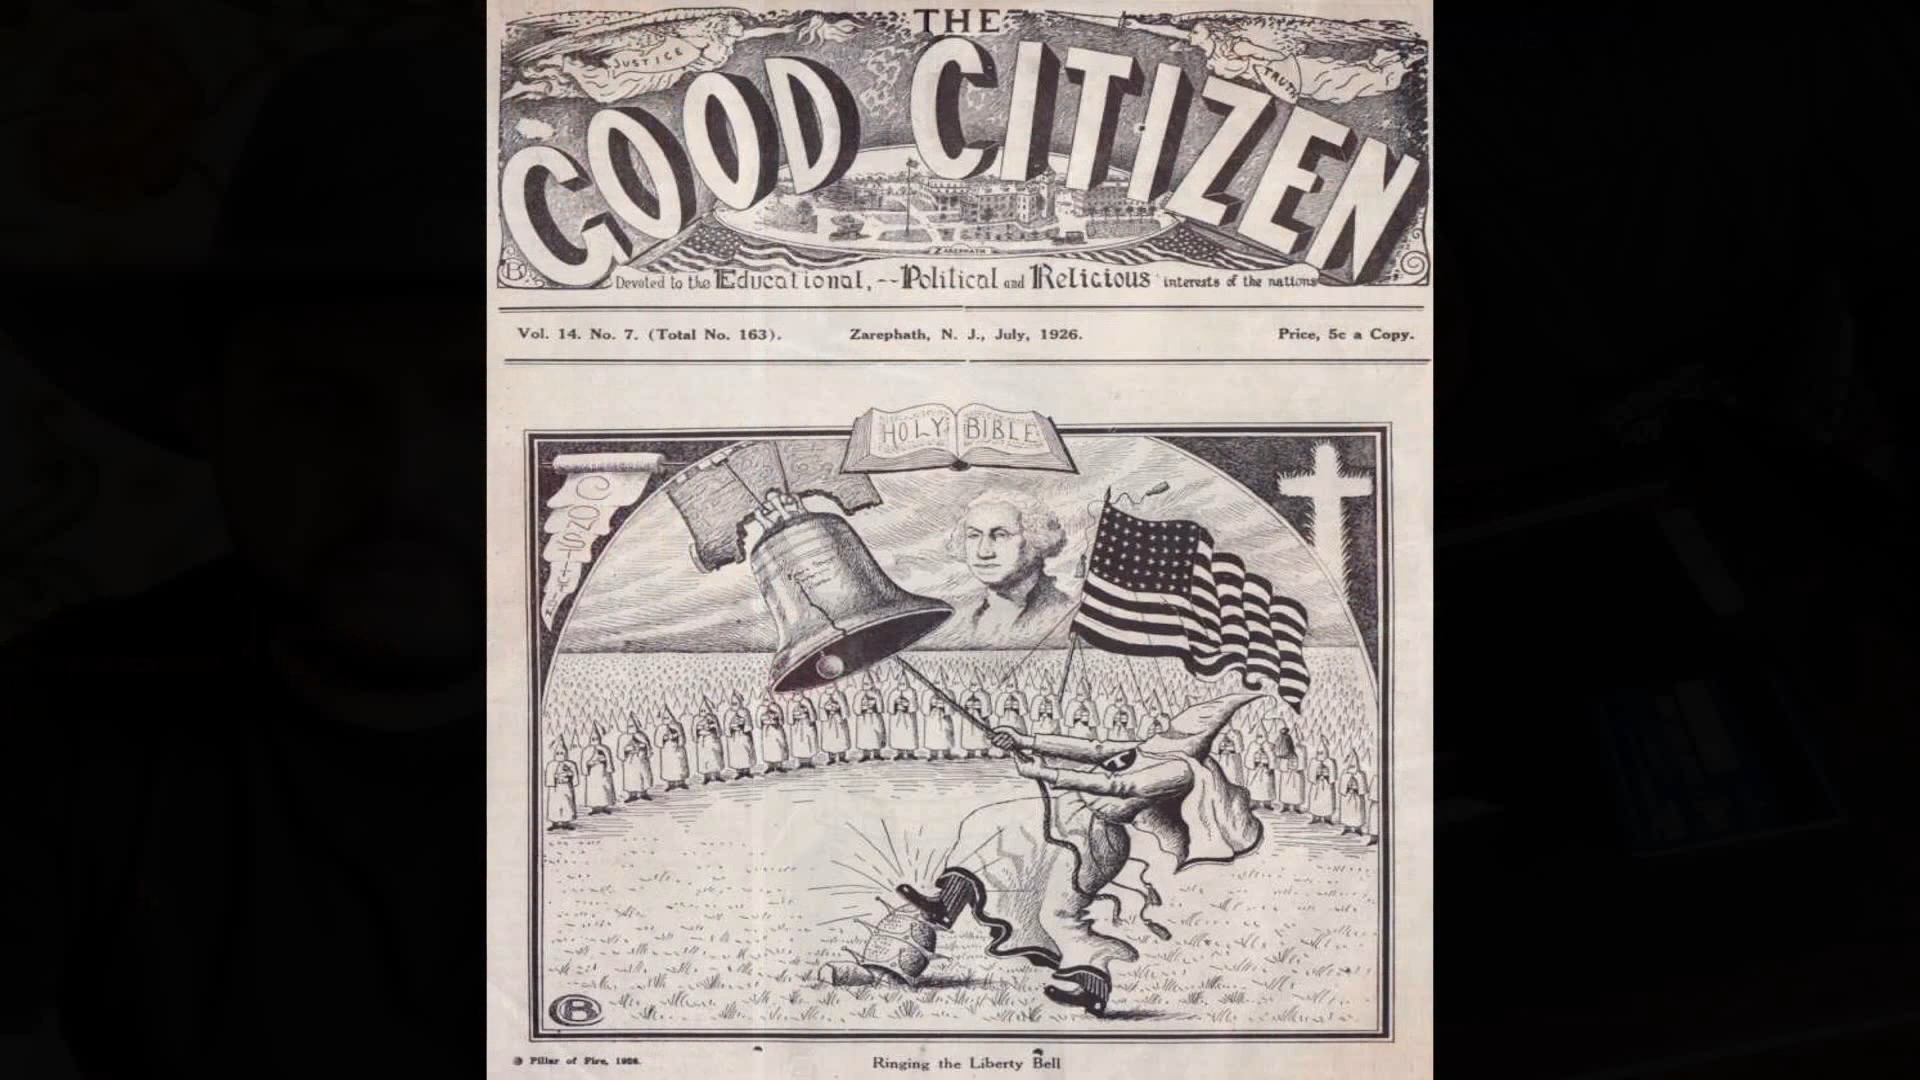 THE
GOOD CITIZEN
JUSTICE
TRUTH
ZAREPHATH
Devoted to the Educational,--Political and Religious interests of the nations
Vol. 14. No. 7. (Total No. 163). Zarephath, N. J., July, 1926. Price, 5c a Copy.
HOLY BIBLE
CB
Pillar of Fire, 1926.
Ringing the Liberty Bell